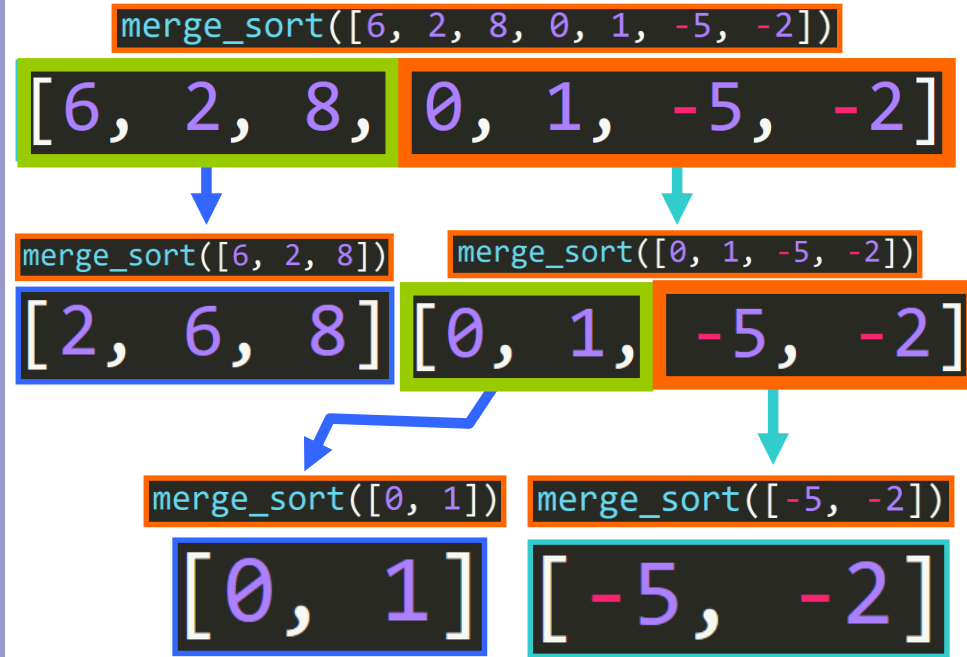 merge_sort([6, 2, 8, 0, 1, -5, -2])
[6, 2, 8, 0, 1, -5, -2]
merge_sort([6, 2, 8])
merge_sort([0, 1, -5, -2])
[2, 6, 8]
[0, 1, -5, -2]
merge_sort([0, 1])
merge_sort([-5, -2])
[0, 1]
[-5, -2]